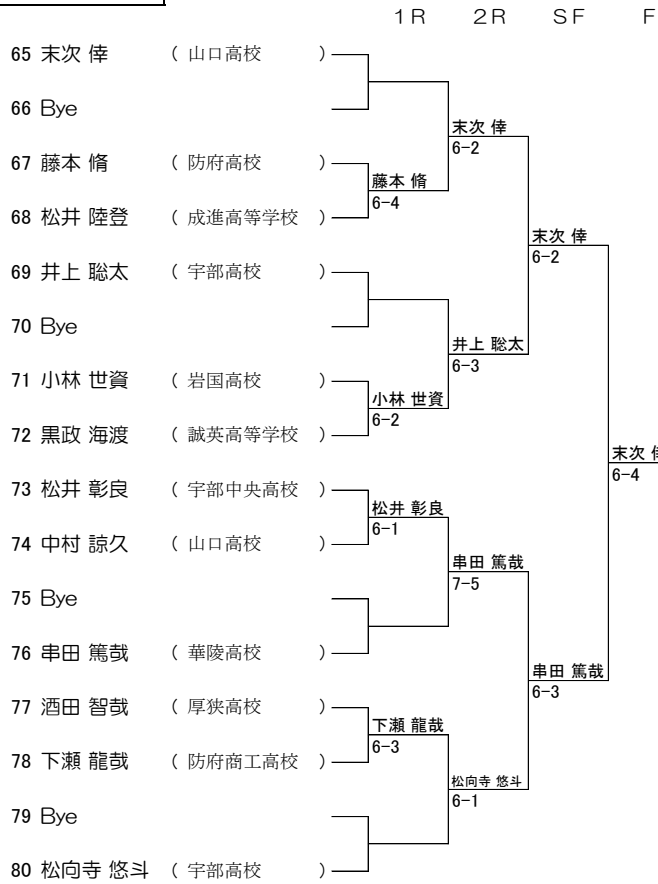 1R 2R SF F
65 末次 倖 ( 山口高校 )
66 Bye
末次 倖
6-2
67 藤本 脩 ( 防府高校 )
藤本 脩
6-4
68 松井 陸登 ( 成進高等学校 )
末次 倖
6-2
69 井上 聡太 ( 宇部高校 )
70 Bye
井上 聡太
6-3
71 小林 世資 ( 岩国高校 )
小林 世資
6-2
72 黒政 海渡 ( 誠英高等学校 )
末次
6-4
73 松井 彰良 ( 宇部中央高校 )
松井 彰良
6-1
74 中村 諒久 ( 山口高校 )
串田 篤哉
7-5
75 Bye
76 串田 篤哉 ( 華陵高校 )
串田 篤哉
6-3
77 酒田 智哉 ( 厚狭高校 )
下瀬 龍哉
6-3
78 下瀬 龍哉 ( 防府商工高校 )
松向寺 悠斗
6-1
79 Bye
80 松向寺 悠斗 ( 宇部高校 )